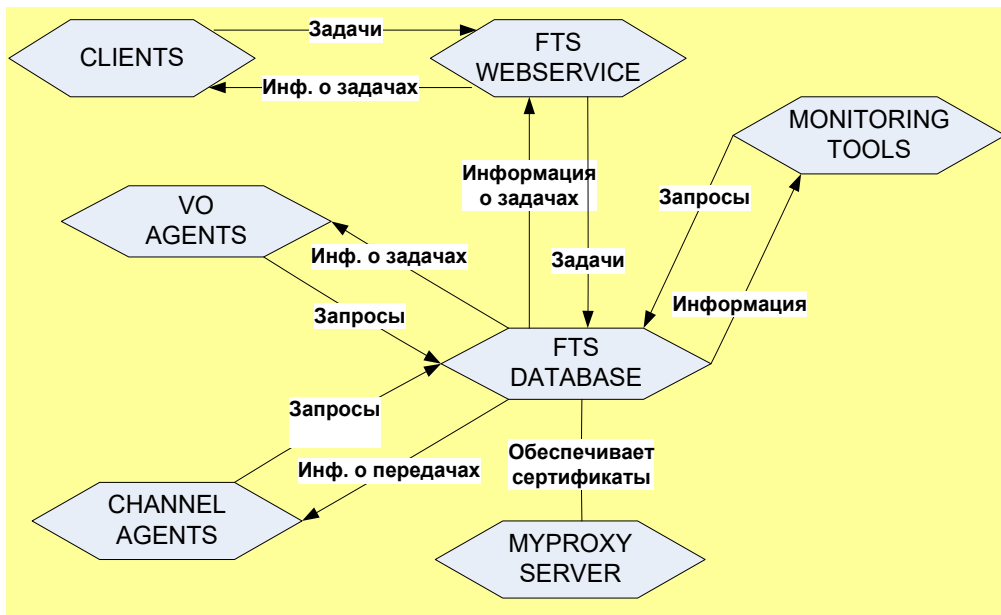 CLIENTS
Задачи
Инф. о задачах
FTS
WEBSERVICE
MONITORING
TOOLS
Информация
о задачах
Запросы
VO
AGENTS
Инф. о задачах
Задачи
Запросы
Информация
FTS
DATABASE
Запросы
Инф. о передачах
Обеспечивает
сертификаты
CHANNEL
AGENTS
MYPROXY
SERVER